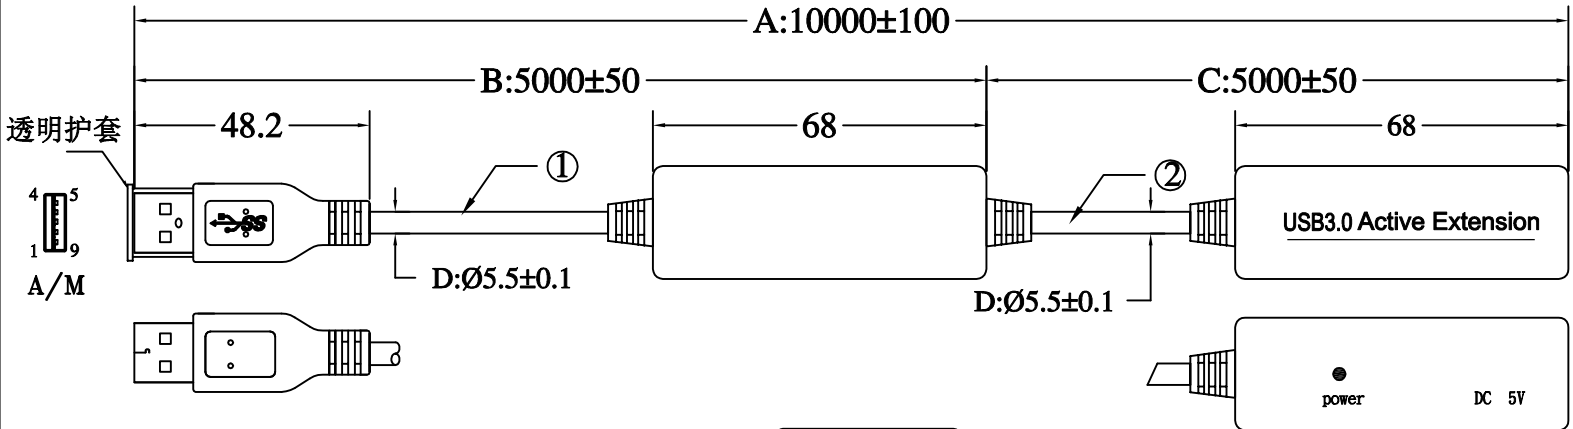 A:10000±100
B:5000±50
C:5000±50
48.2
68
68
透明护套
①
②
4 5
1 9
A/M
SS
USB3.0 Active Extension
D:Ø5.5±0.1
D:Ø5.5±0.1
power
DC 5V